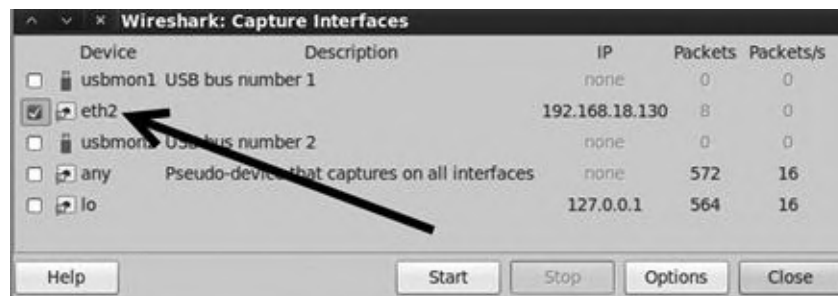 Wireshark: Capture Interfaces
Device Description IP Packets Packets/s
usbmon1 USB bus number 1 none 0 0
eth2 192.168.18.130 8 0
USB bus number 2 none 0 0
any Pseudo-device that captures on all interfaces none 572 16
lo 127.0.0.1 564 16
Help Start Stop Options Close